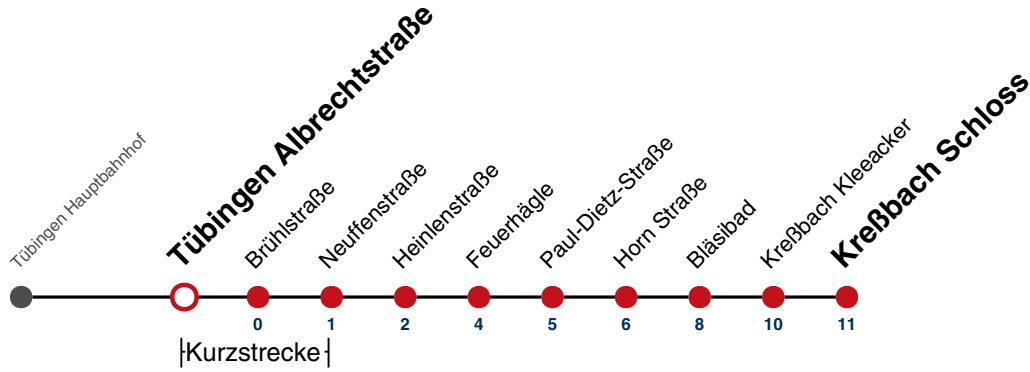 Tübingen Hauptbahnhof
Tübingen Albrechtstraße
Brühlstraße
Neuffenstraße
Heinlenstraße
Feuerhägle
Paul-Dietz-Straße
Horn Straße
Bläsibad
Kreßbach Kleeacker
Kreßbach Schloss
0 1 2 4 5 6 8 10 11
Kurzstrecke